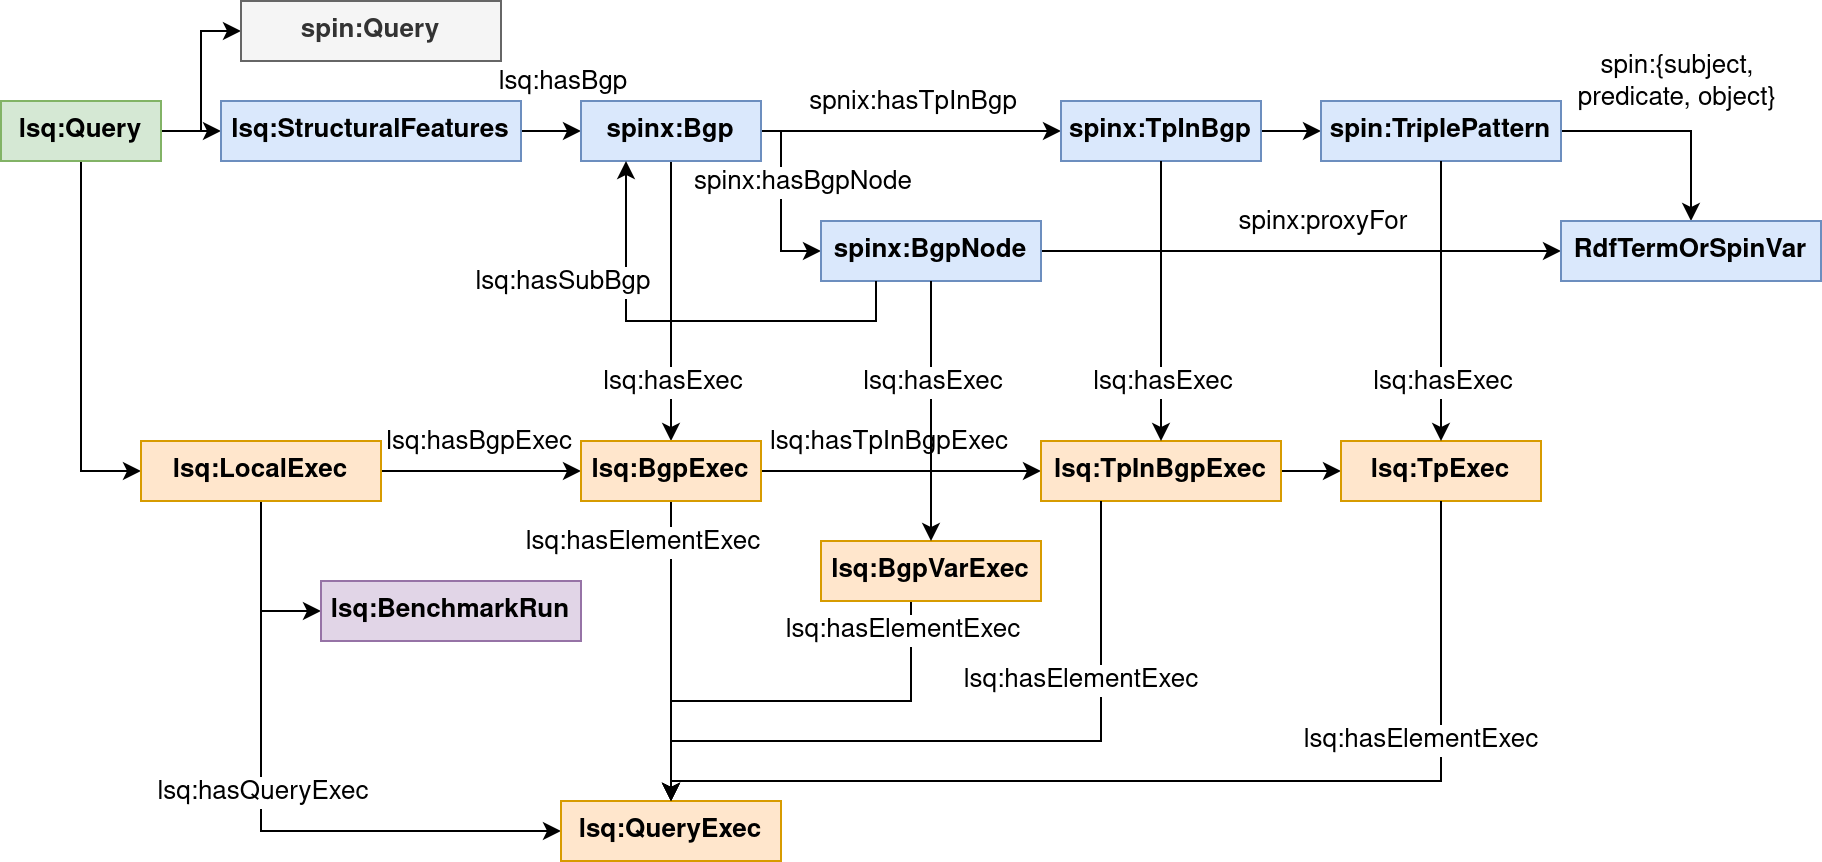 spin:Query
lsq:hasBgp
spnix:hasTpInBgp
spin:{subject,
predicate, object}
lsq:Query
lsq:StructuralFeatures
spinx:Bgp
spinx:TpInBgp
spin:TriplePattern
spinx:hasBgpNode
spinx:proxyFor
spinx:BgpNode
RdfTermOrSpinVar
lsq:hasSubBgp
lsq:hasExec
lsq:hasExec
lsq:hasExec
lsq:hasExec
lsq:hasBgpExec
lsq:hasTpInBgpExec
lsq:LocalExec
lsq:BgpExec
lsq:TpInBgpExec
lsq:TpExec
lsq:hasElementExec
lsq:BgpVarExec
lsq:BenchmarkRun
lsq:hasElementExec
lsq:hasElementExec
lsq:hasElementExec
lsq:hasQueryExec
lsq:QueryExec